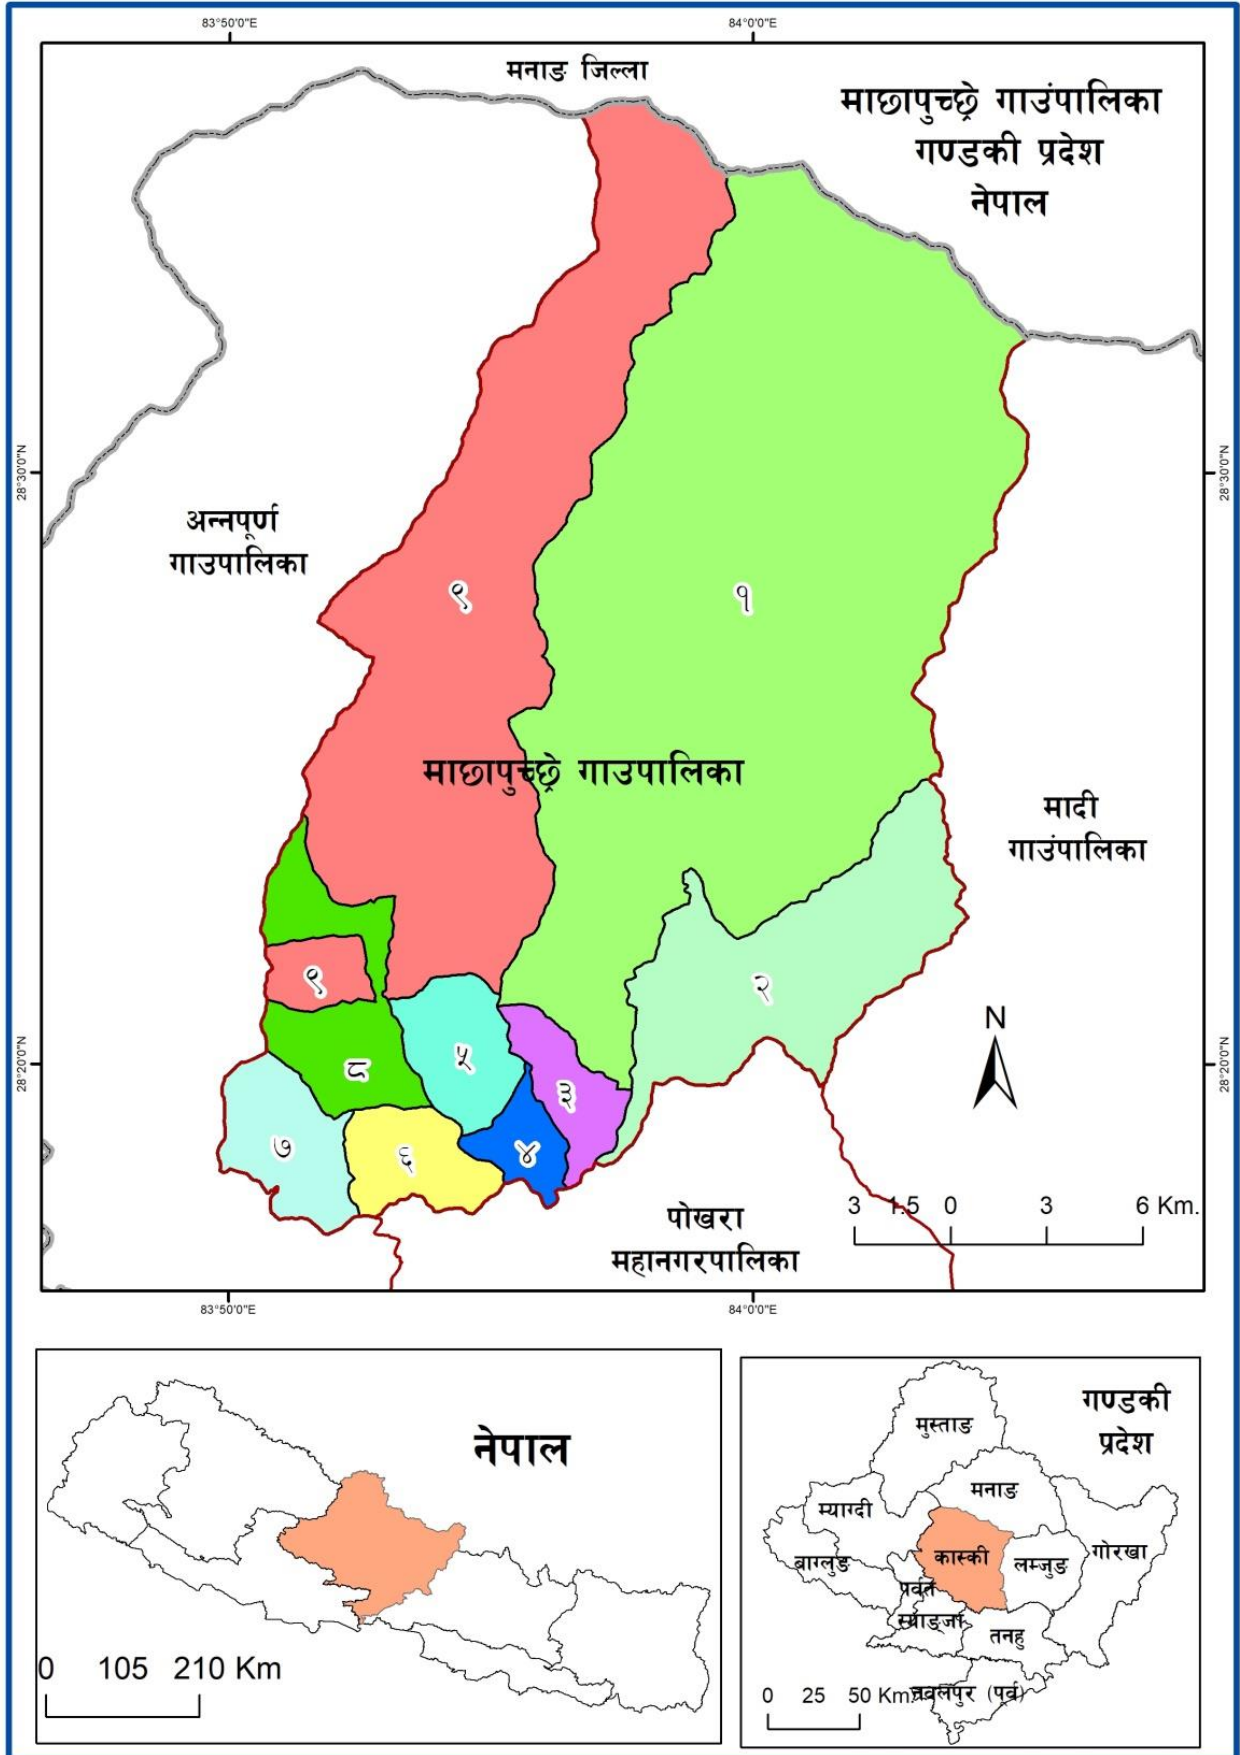 83°50'0"E
84°0'0"E
मनाङ जिल्ला
माछापुच्छ्रे गाउंपालिका
गण्डकी प्रदेश
नेपाल
28°30'0"N
28°30'0"N
अन्नपूर्ण
गाउपालिका
९
१
माछापुच्छ्रे गाउपालिका
मादी
गाउंपालिका
९
२
N
28°20'0"N
28°20'0"N
८
५
३
७
६
४
पोखरा
महानगरपालिका
3 1.5 0 3 6 Km.
83°50'0"E
84°0'0"E
नेपाल
0 105 210 Km
गण्डकी
प्रदेश
मुस्ताङ
मनाङ
म्याग्दी
बाग्लुङ
कास्की
लम्जुङ
गोरखा
पर्वत
स्याङ्जा
तनहु
नवलपुर (पूर्व)
0 25 50 Km.